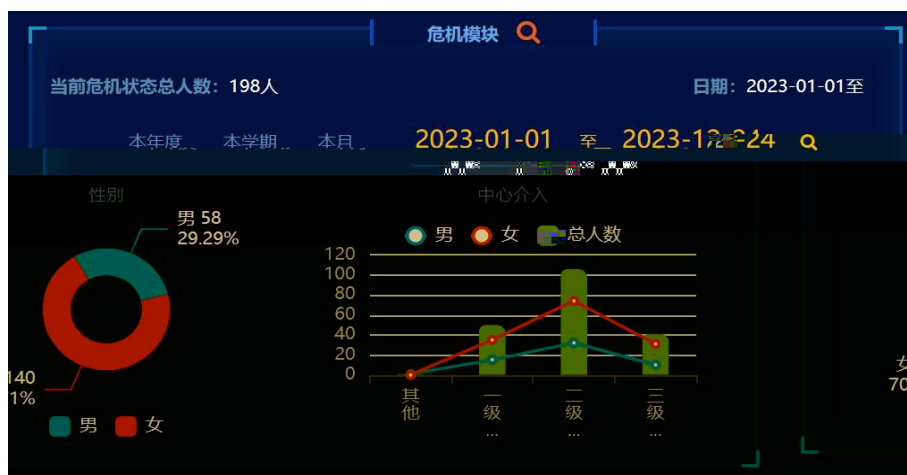 危机模块
当前危机状态总人数：198人
日期：2023-01-01至
本年度
本学期
本月
2023-01-01 至 2023-12-24
性别
中心介入
男 58
29.29%
男 女 总人数
120
100
80
60
40
20
0
140
1%
其他
一级...
二级...
三级...
男 女
女
70